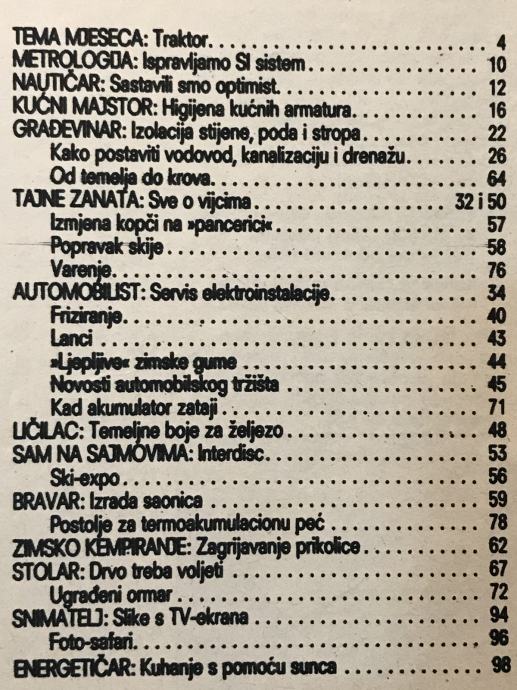 TEMA MJESECA: Traktor. . . . . . . . . . . . . . . . . . . . . . . . . 4
METROLOGIJA: Ispravljamo SI sistem . . . . . . . . . . . . . . 10
NAUTIČAR: Sastavili smo optimist. . . . . . . . . . . . . . . . . 12
KUĆNI MAJSTOR: Higijena kućnih armatura. . . . . . . . . . 16
GRAĐEVINAR: Izolacija stijene, poda i stropa . . . . . . . . . 22
Kako postaviti vodovod, kanalizaciju i drenažu. . . . . . 26
Od temelja do krova. . . . . . . . . . . . . . . . . . . . . . . . 64
TAJNE ZANATA: Sve o vijcima . . . . . . . . . . . . . . . . 32 i 50
Izmjena kopči na »pancerici« . . . . . . . . . . . . . . . . . . 57
Popravak skije . . . . . . . . . . . . . . . . . . . . . . . . . . . 58
Varenje. . . . . . . . . . . . . . . . . . . . . . . . . . . . . . . . 76
AUTOMOBILIST: Servis elektroinstalacije. . . . . . . . . . . . 34
Friziranje. . . . . . . . . . . . . . . . . . . . . . . . . . . . . . . 40
Lanci . . . . . . . . . . . . . . . . . . . . . . . . . . . . . . . . . 43
»Ljepljive« zimske gume . . . . . . . . . . . . . . . . . . . . . 44
Novosti automobilskog tržišta . . . . . . . . . . . . . . . . . 45
Kad akumulator zataji . . . . . . . . . . . . . . . . . . . . . . 71
LIČILAC: Temeljne boje za željezo . . . . . . . . . . . . . . . . 48
SAM NA SAJMOVIMA: Interdisc. . . . . . . . . . . . . . . . . . 53
Ski-expo . . . . . . . . . . . . . . . . . . . . . . . . . . . . . . . 56
BRAVAR: Izrada saonica . . . . . . . . . . . . . . . . . . . . . . 59
Postolje za termoakumulacionu peć . . . . . . . . . . . . . 78
ZIMSKO KEMPIRANJE: Zagrijavanje prikolice . . . . . . . . . 62
STOLAR: Drvo treba voljeti . . . . . . . . . . . . . . . . . . . . 67
Ugrađeni ormar . . . . . . . . . . . . . . . . . . . . . . . . . . 72
SNIMATELJ: Slike s TV-ekrana . . . . . . . . . . . . . . . . . . 94
Foto-safari. . . . . . . . . . . . . . . . . . . . . . . . . . . . . . 96
ENERGETIČAR: Kuhanje s pomoću sunca . . . . . . . . . . . 98